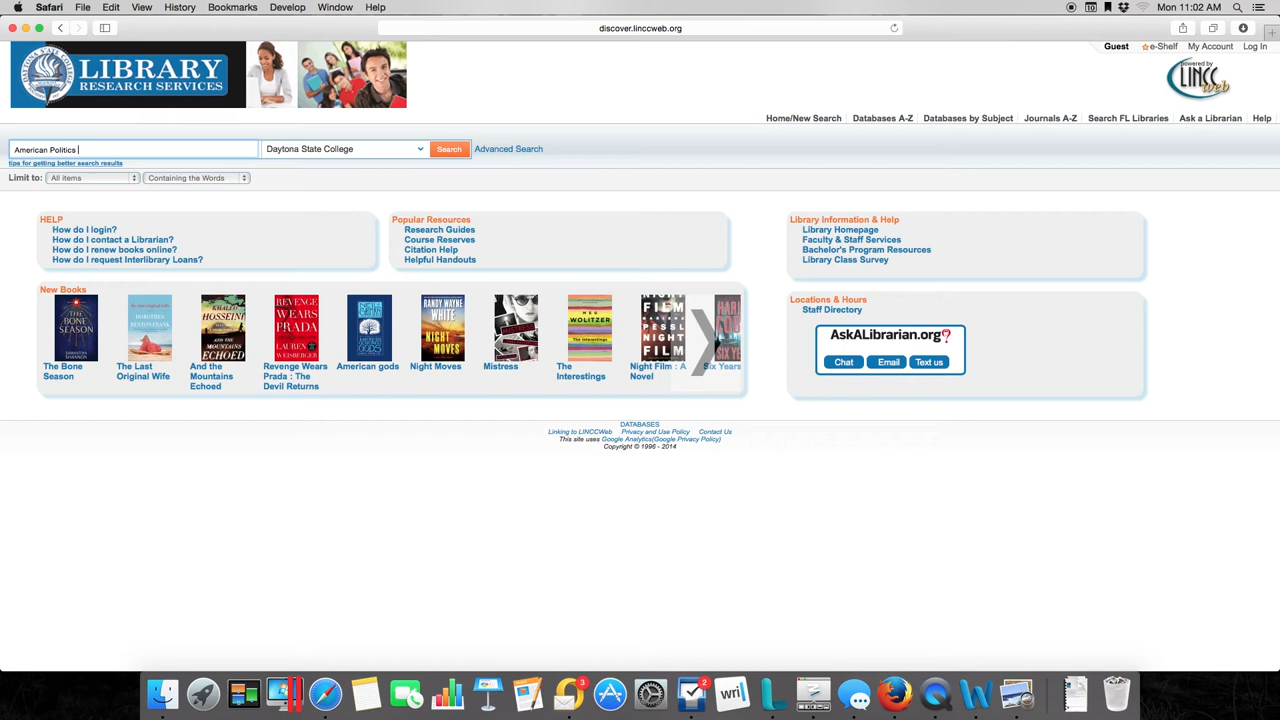 Safari File Edit View History Bookmarks Develop Window Help Mon 11:02 AM
discover.linccweb.org
LIBRARY
RESEARCH SERVICES
Guest e-Shelf My Account Log In
powered by
LINCC
web
Home/New Search Databases A-Z Databases by Subject Journals A-Z Search FL Libraries Ask a Librarian Help
American Politics Daytona State College Search Advanced Search
tips for getting better search results
Limit to: All items Containing the Words
HELP
How do I login?
How do I contact a Librarian?
How do I renew books online?
How do I request Interlibrary Loans?
Popular Resources
Research Guides
Course Reserves
Citation Help
Helpful Handouts
Library Information & Help
Library Homepage
Faculty & Staff Services
Bachelor's Program Resources
Library Class Survey
New Books
THE BONE SEASON
KHALED HOSSEINI
AND THE MOUNTAINS ECHOED
REVENGE WEARS PRADA
LAUREN WEISBERGER
RANDY WAYNE WHITE
NIGHT MOVES
MISTRESS
MEG WOLITZER
The Interestings
NIGHT FILM
MARISHA PESSL
NIGHT FILM
The Bone
Season
The Last
Original Wife
And the
Mountains
Echoed
Revenge Wears
Prada : The
Devil Returns
American gods
Night Moves
Mistress
The
Interestings
Night Film : A
Novel
Six Years
Locations & Hours
Staff Directory
AskALibrarian.org
Chat Email Text us
DATABASES
Linking to LINCCWeb Privacy and Use Policy Contact Us
This site uses Google Analytics(Google Privacy Policy)
Copyright © 1996 - 2014
3
2
wri